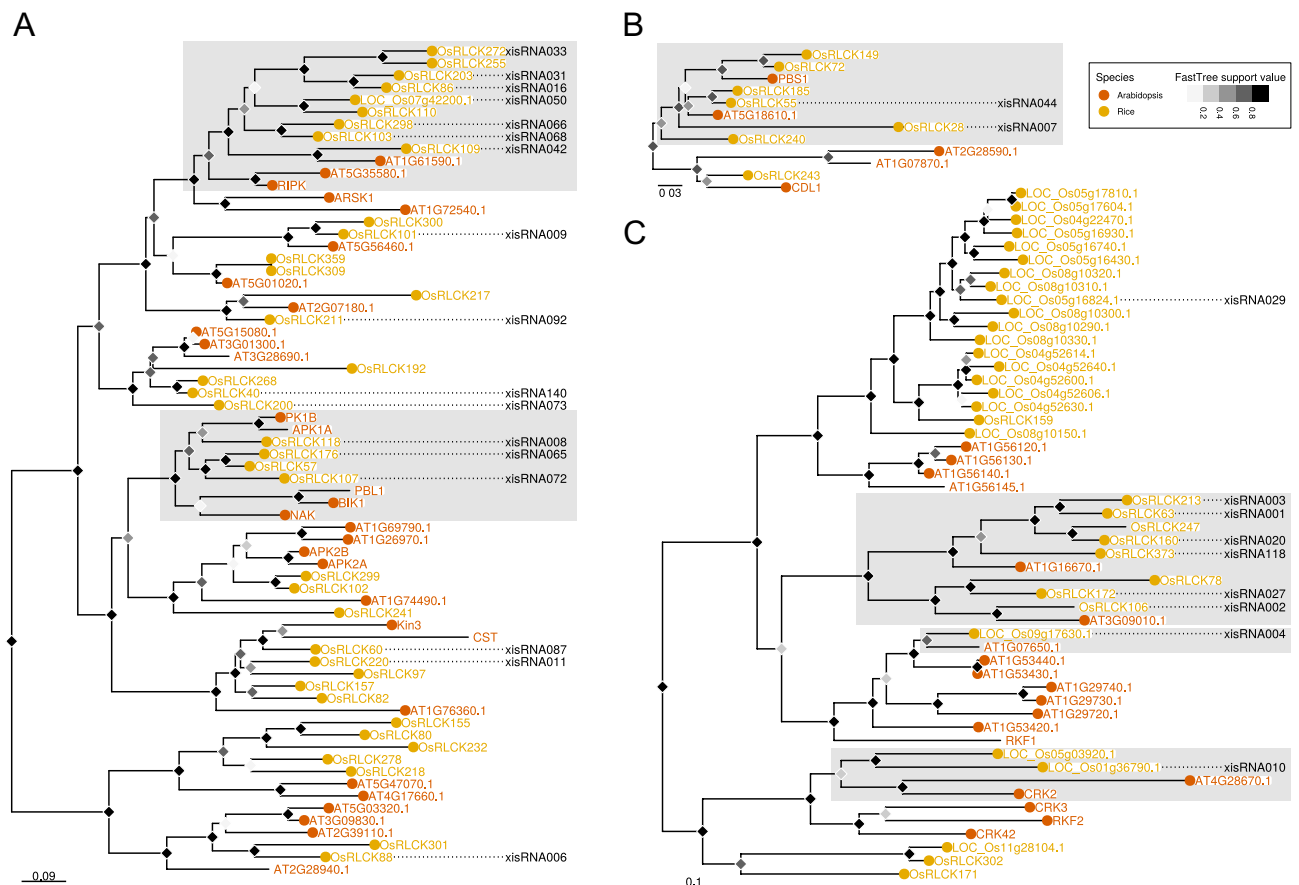 A
OsRLCK272 xisRNA033
OsRLCK255
OsRLCK203 xisRNA031
OsRLCK86 xisRNA016
LOC_Os07g42200.1 xisRNA050
OsRLCK110
OsRLCK298 xisRNA066
OsRLCK103 xisRNA068
OsRLCK109 xisRNA042
AT1G61590.1
AT5G35580.1
RIPK
ARSK1
AT1G72540.1
OsRLCK300
OsRLCK101 xisRNA009
AT5G56460.1
OsRLCK359
OsRLCK309
AT5G01020.1
OsRLCK217
AT2G07180.1
OsRLCK211 xisRNA092
AT5G15080.1
AT3G01300.1
AT3G28690.1
OsRLCK192
OsRLCK268
OsRLCK40 xisRNA140
OsRLCK200 xisRNA073
PK1B
APK1A
OsRLCK118 xisRNA008
OsRLCK176 xisRNA065
OsRLCK57
OsRLCK107 xisRNA072
PBL1
BIK1
NAK
AT1G69790.1
AT1G26970.1
APK2B
APK2A
OsRLCK299
OsRLCK102
AT1G74490.1
OsRLCK241
Kin3
CST
OsRLCK60 xisRNA087
OsRLCK220 xisRNA011
OsRLCK97
OsRLCK157
OsRLCK82
AT1G76360.1
OsRLCK155
OsRLCK80
OsRLCK232
OsRLCK278
OsRLCK218
AT5G47070.1
AT4G17660.1
AT5G03320.1
AT3G09830.1
AT2G39110.1
OsRLCK301
OsRLCK88 xisRNA006
AT2G28940.1
0.09
B
OsRLCK149
OsRLCK72
PBS1
OsRLCK185
OsRLCK55 xisRNA044
AT5G18610.1
OsRLCK28 xisRNA007
OsRLCK240
AT2G28590.1
AT1G07870.1
OsRLCK243
CDL1
0 03
Species
Arabidopsis
Rice
FastTree support value
0.2
0.4
0.6
0.8
C
LOC_Os05g17810.1
LOC_Os05g17604.1
LOC_Os04g22470.1
LOC_Os05g16930.1
LOC_Os05g16740.1
LOC_Os05g16430.1
LOC_Os08g10320.1
LOC_Os08g10310.1
LOC_Os05g16824.1 xisRNA029
LOC_Os08g10300.1
LOC_Os08g10290.1
LOC_Os08g10330.1
LOC_Os04g52614.1
LOC_Os04g52640.1
LOC_Os04g52600.1
LOC_Os04g52606.1
LOC_Os04g52630.1
OsRLCK159
LOC_Os08g10150.1
AT1G56120.1
AT1G56130.1
AT1G56140.1
AT1G56145.1
OsRLCK213 xisRNA003
OsRLCK63 xisRNA001
OsRLCK247
OsRLCK160 xisRNA020
OsRLCK373 xisRNA118
AT1G16670.1
OsRLCK78
OsRLCK172 xisRNA027
OsRLCK106 xisRNA002
AT3G09010.1
LOC_Os09g17630.1 xisRNA004
AT1G07650.1
AT1G53440.1
AT1G53430.1
AT1G29740.1
AT1G29730.1
AT1G29720.1
AT1G53420.1
RKF1
LOC_Os05g03920.1
LOC_Os01g36790.1 xisRNA010
AT4G28670.1
CRK2
CRK3
RKF2
CRK42
LOC_Os11g28104.1
OsRLCK302
OsRLCK171
0.1